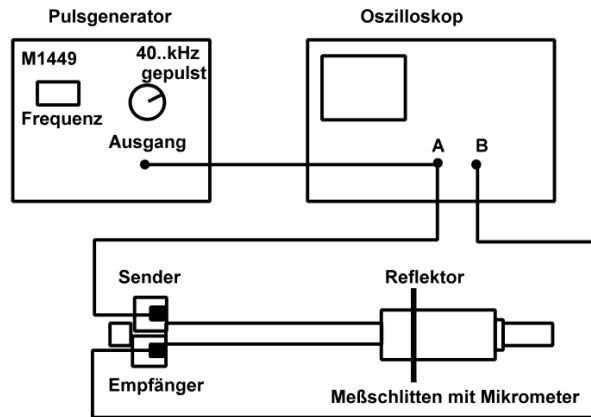 Pulsgenerator
Oszilloskop
M1449
40..kHz
gepulst
Frequenz
Ausgang
A
B
Sender
Reflektor
Empfänger
Meßschlitten mit Mikrometer